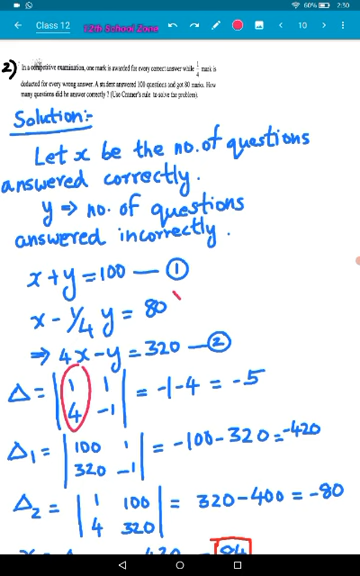 60% 2:50
Class 12
12th School Zone
10
2) In a competitive examination, one mark is awarded for every correct answer while 1/4 mark is
deducted for every wrong answer. A student answered 100 questions and got 80 marks. How
many questions did he answer correctly ? (Use Cramer's rule to solve the problem).
Solution:-
Let x be the no. of questions
answered correctly.
y ⇒ no. of questions
answered incorrectly.
x + y = 100 — ①
x - 1/4 y = 80
⇒ 4x - y = 320 — ②
Δ = | 1 1 |
| 4 -1 | = -1 - 4 = -5
Δ₁ = | 100 1 |
| 320 -1 | = -100 - 320 = -420
Δ₂ = | 1 100 |
| 4 320 | = 320 - 400 = -80
84